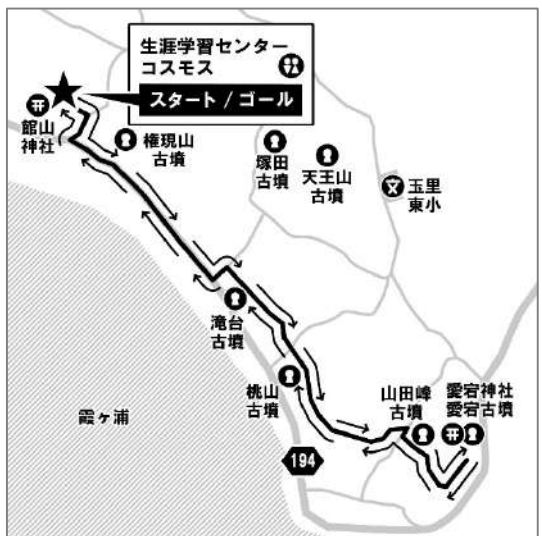 生涯学習センター
コスモス
スタート / ゴール
館山
神社
権現山
古墳
塚田
古墳
天王山
古墳
文
玉里
東小
滝台
古墳
桃山
古墳
山田峰
古墳
愛宕神社
愛宕古墳
霞ヶ浦
194